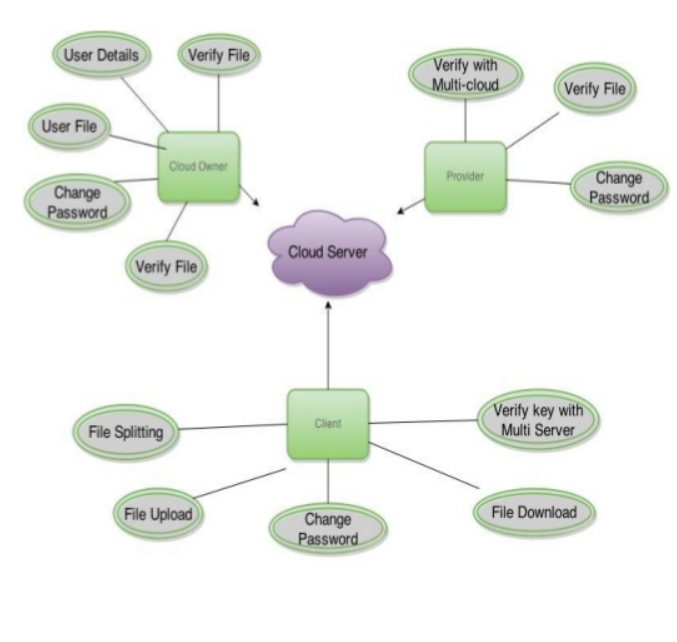 User Details
Verify File
Verify with
Multi-cloud
Verify File
User File
Cloud Owner
Provider
Change
Password
Change
Password
Verify File
Cloud Server
Client
File Splitting
Verify key with
Multi Server
File Upload
Change
Password
File Download